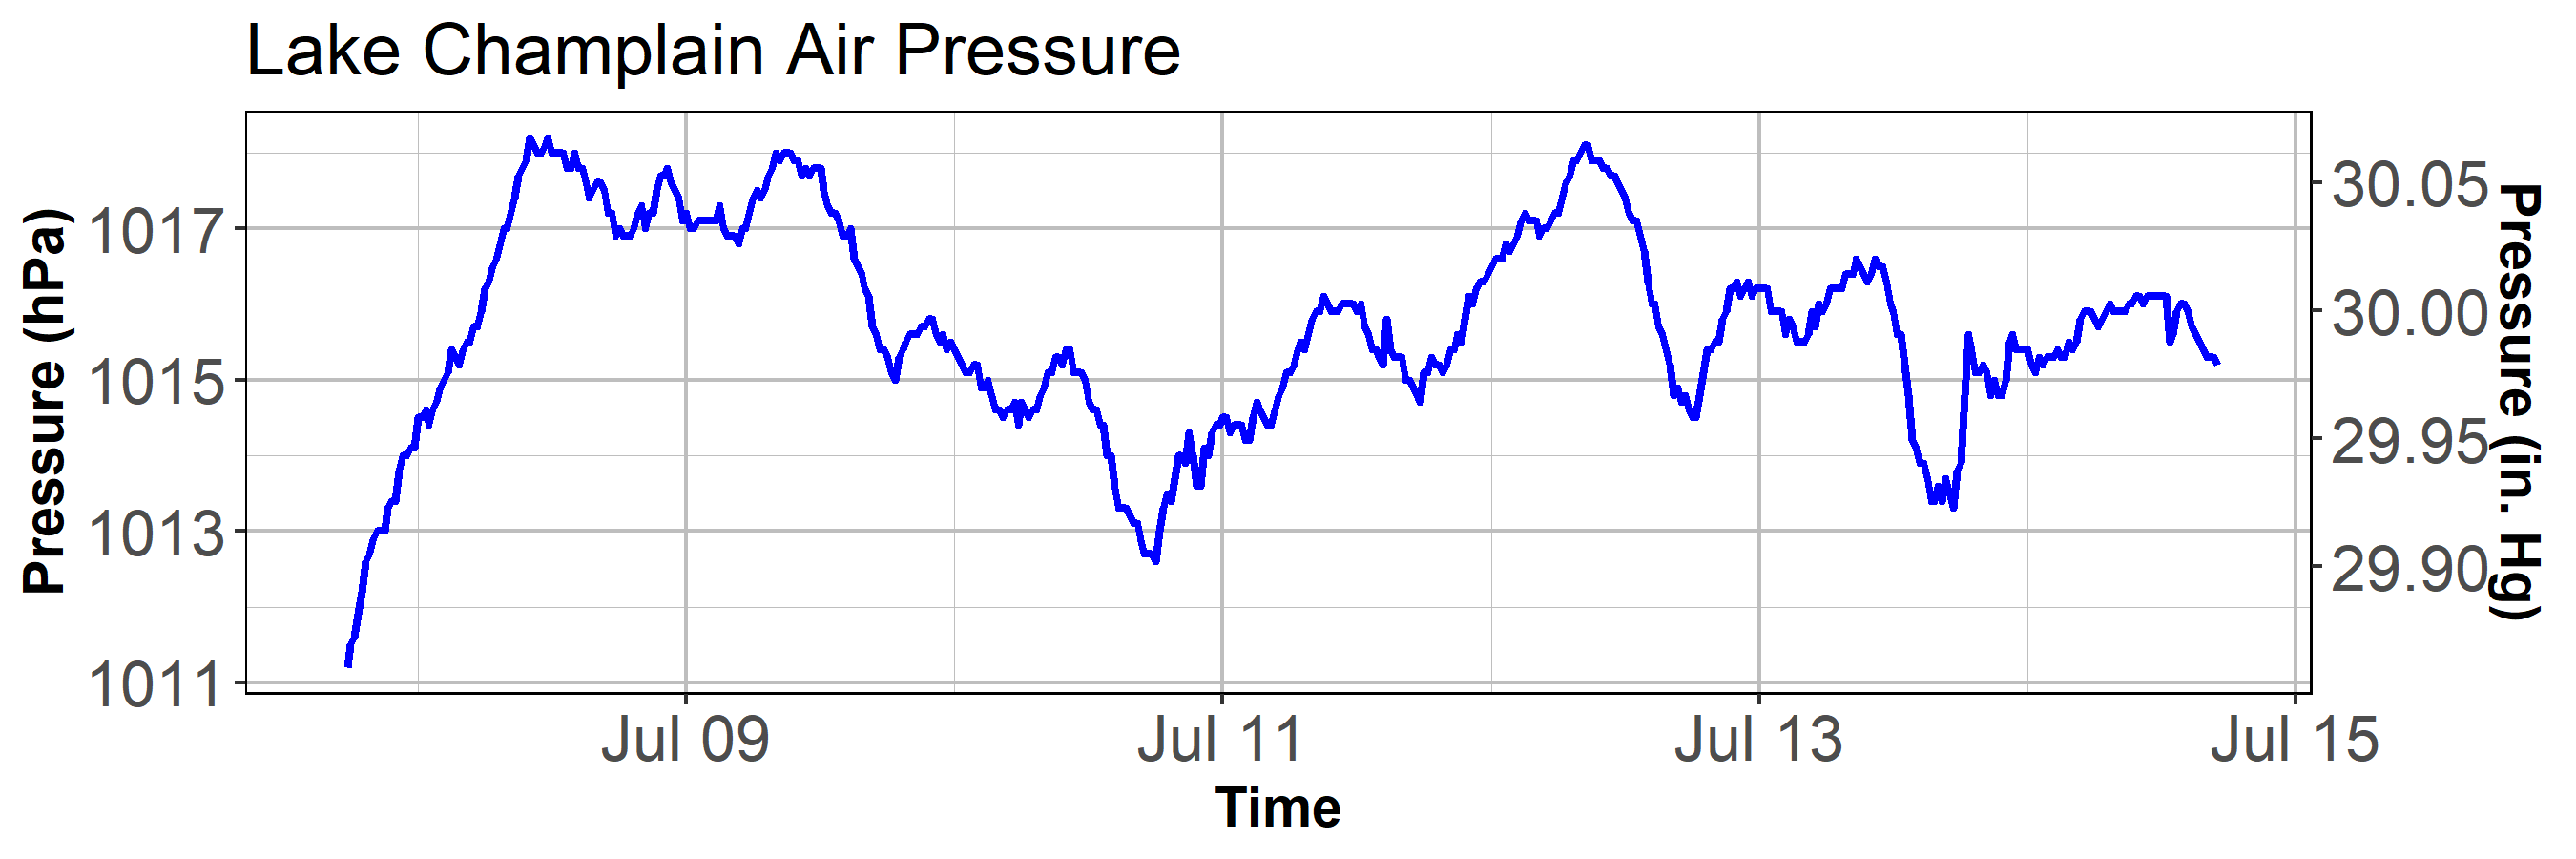 Lake Champlain Air Pressure
Pressure (hPa)
1017
1015
1013
1011
30.05
30.00
29.95
29.90
Pressure (in. Hg)
Jul 09 Jul 11 Jul 13 Jul 15
Time